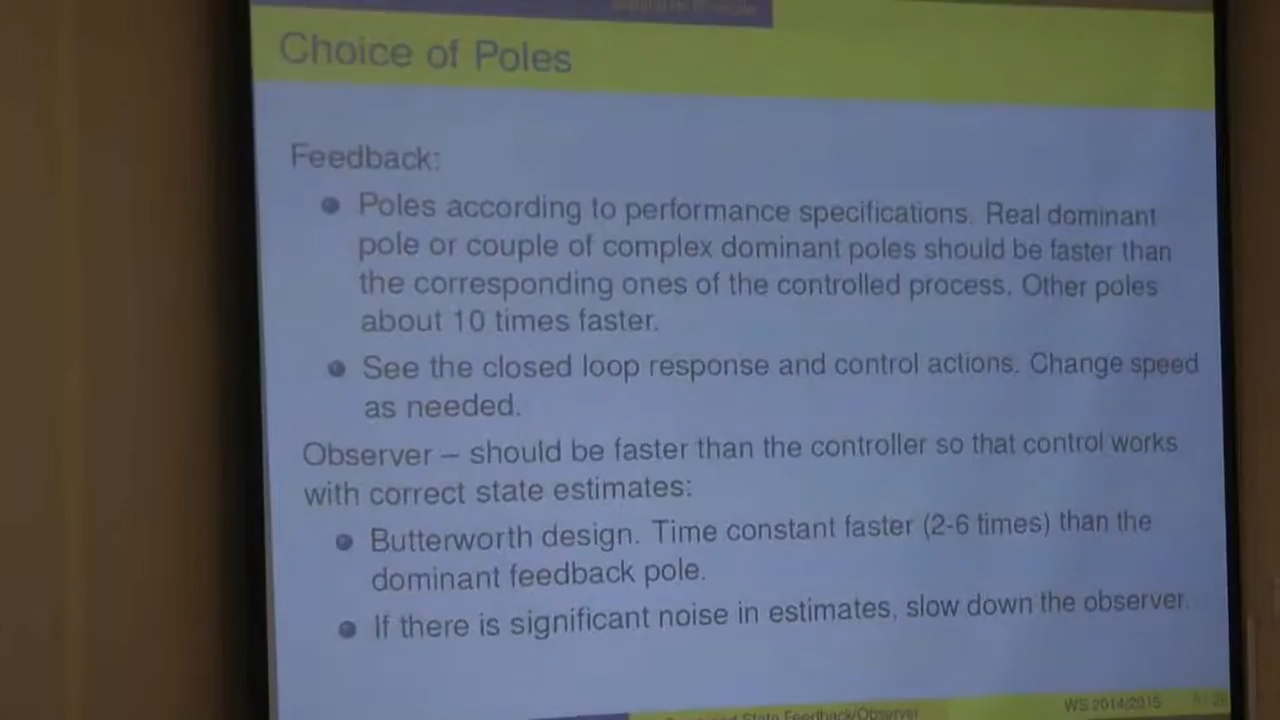 Choice of Poles
Feedback:
Poles according to performance specifications. Real dominant
pole or couple of complex dominant poles should be faster than
the corresponding ones of the controlled process. Other poles
about 10 times faster.
See the closed loop response and control actions. Change speed
as needed.
Observer – should be faster than the controller so that control works
with correct state estimates:
Butterworth design. Time constant faster (2-6 times) than the
dominant feedback pole.
If there is significant noise in estimates, slow down the observer.
State Feedback/Observer
WS 2014/2015